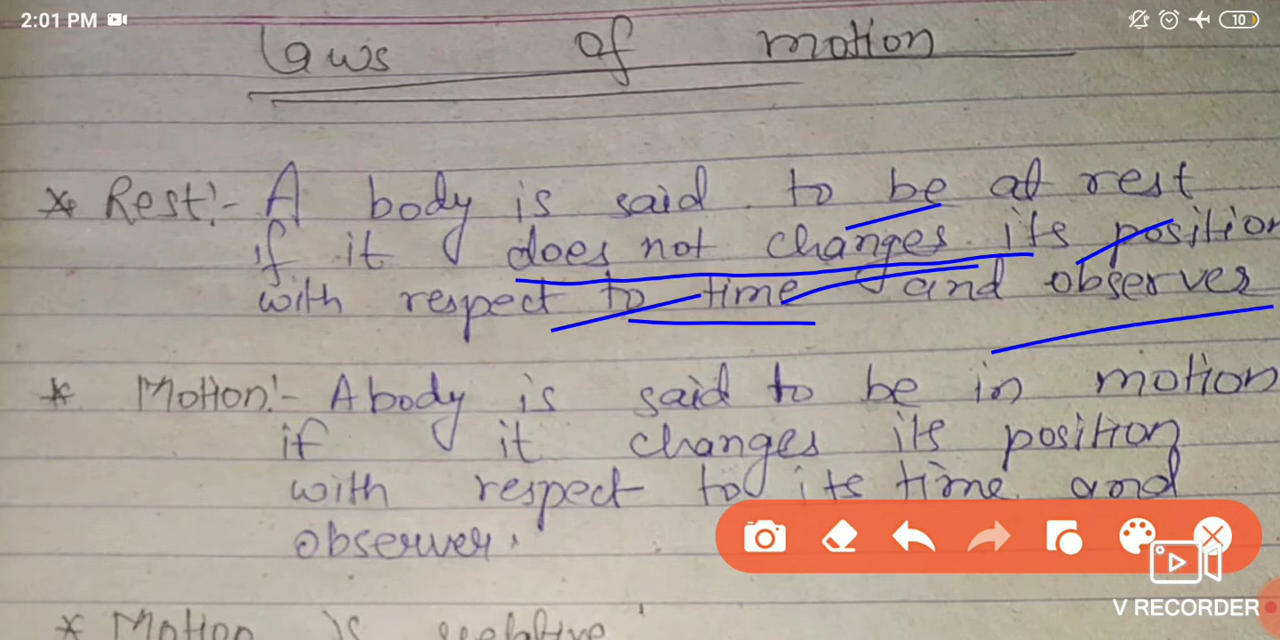 2:01 PM
10
Laws of motion
* Rest:- A body is said to be at rest
if it does not changes its position
with respect to time and observer
* Motion:- A body is said to be in motion
if it changes its position
with respect to its time and
observer.
* Motion is relative
V RECORDER